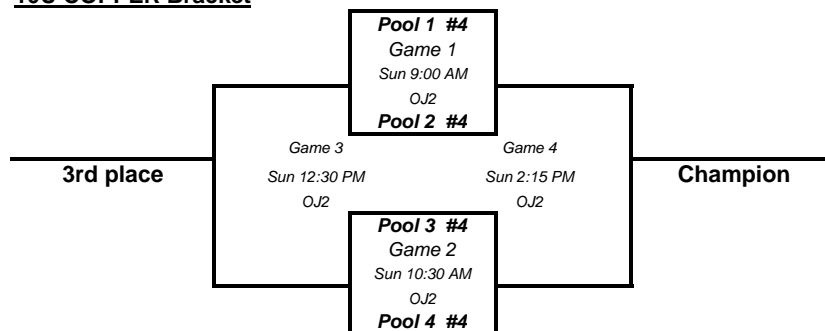 Pool 1 #4
Game 1
Sun 9:00 AM
OJ2
Pool 2 #4
Game 3
Game 4
3rd place
Sun 12:30 PM
Sun 2:15 PM
Champion
OJ2
OJ2
Pool 3 #4
Game 2
Sun 10:30 AM
OJ2
Pool 4 #4